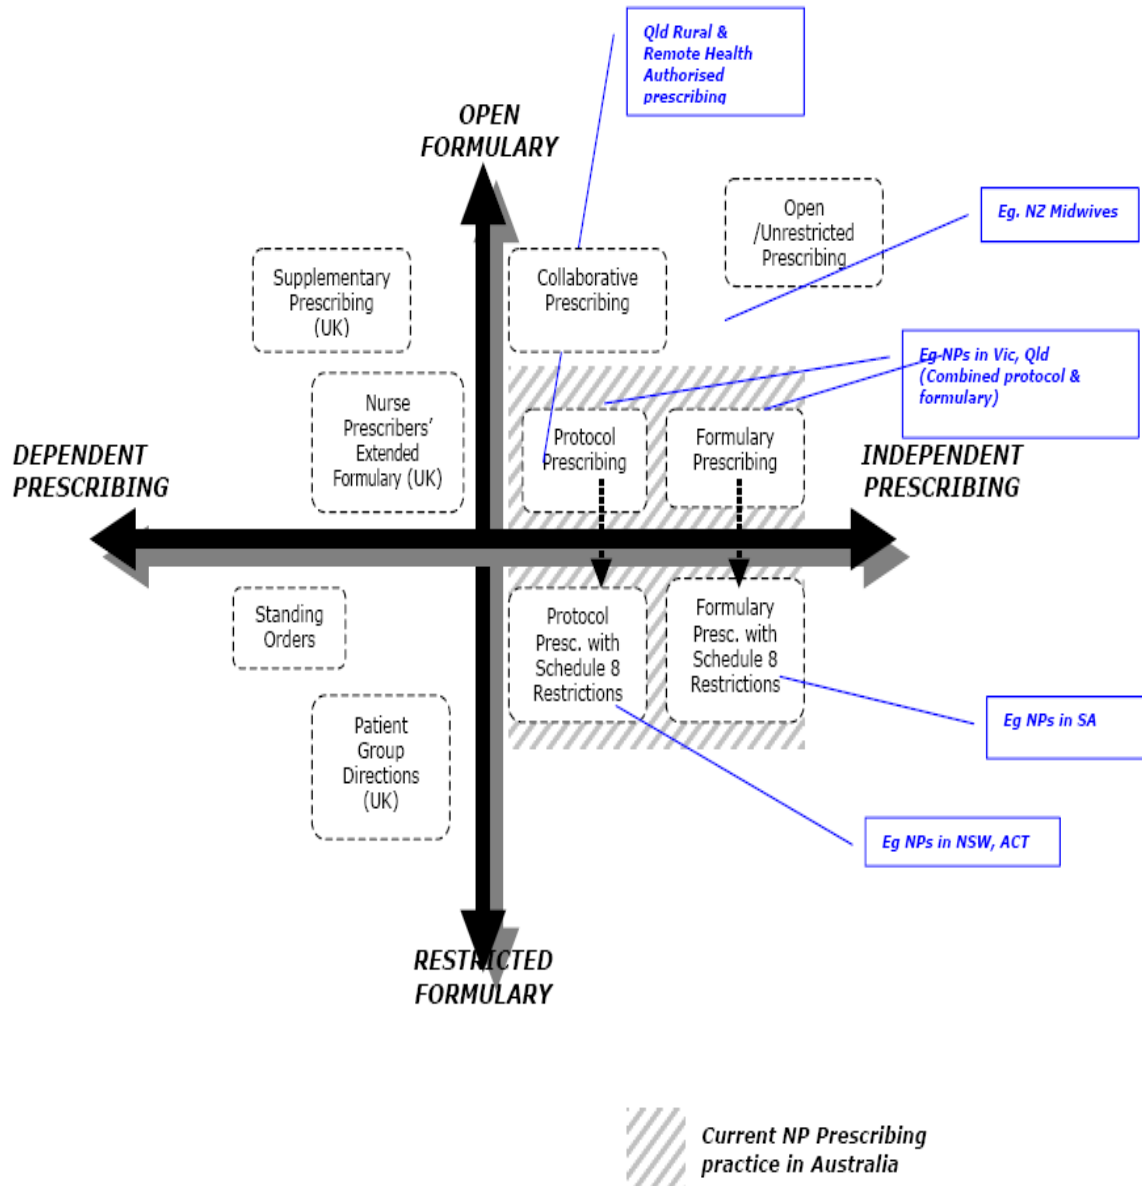 Qld Rural &
Remote Health
Authorised
prescribing
OPEN
FORMULARY
Open
/Unrestricted
Prescribing
Eg. NZ Midwives
Supplementary
Prescribing
(UK)
Collaborative
Prescribing
Eg NPs in Vic, Qld
(Combined protocol &
formulary)
Nurse
Prescribers'
Extended
Formulary (UK)
Protocol
Prescribing
Formulary
Prescribing
DEPENDENT
PRESCRIBING
INDEPENDENT
PRESCRIBING
Standing
Orders
Protocol
Presc. with
Schedule 8
Restrictions
Formulary
Presc. with
Schedule 8
Restrictions
Eg NPs in SA
Patient
Group
Directions
(UK)
Eg NPs in NSW, ACT
RESTRICTED
FORMULARY
Current NP Prescribing
practice in Australia